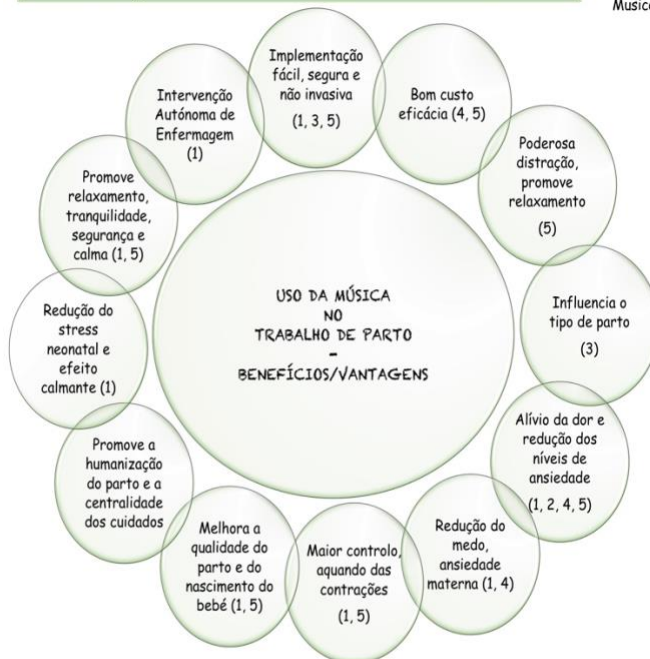 Implementação
fácil, segura e
não invasiva
(1, 3, 5)
Bom custo
eficácia (4, 5)
Poderosa
distração,
promove
relaxamento
(5)
Influencia o
tipo de parto
(3)
Alívio da dor e
redução dos
níveis de
ansiedade
(1, 2, 4, 5)
Redução do
medo,
ansiedade
materna (1, 4)
Maior controlo,
aquando das
contrações
(1, 5)
Melhora a
qualidade do
parto e do
nascimento do
bebé (1, 5)
Promove a
humanização
do parto e a
centralidade
dos cuidados
Redução do
stress
neonatal e
efeito
calmante (1)
Promove
relaxamento,
tranquilidade,
segurança e
calma (1, 5)
Intervenção
Autónoma de
Enfermagem
(1)
USO DA MÚSICA
NO
TRABALHO DE PARTO
-
BENEFÍCIOS/VANTAGENS